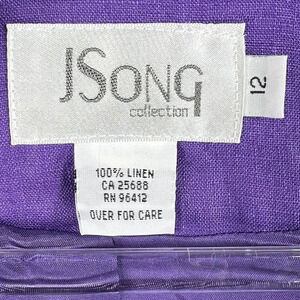 JSONG
collection
12
100% LINEN
CA 25688
RN 96412
OVER FOR CARE